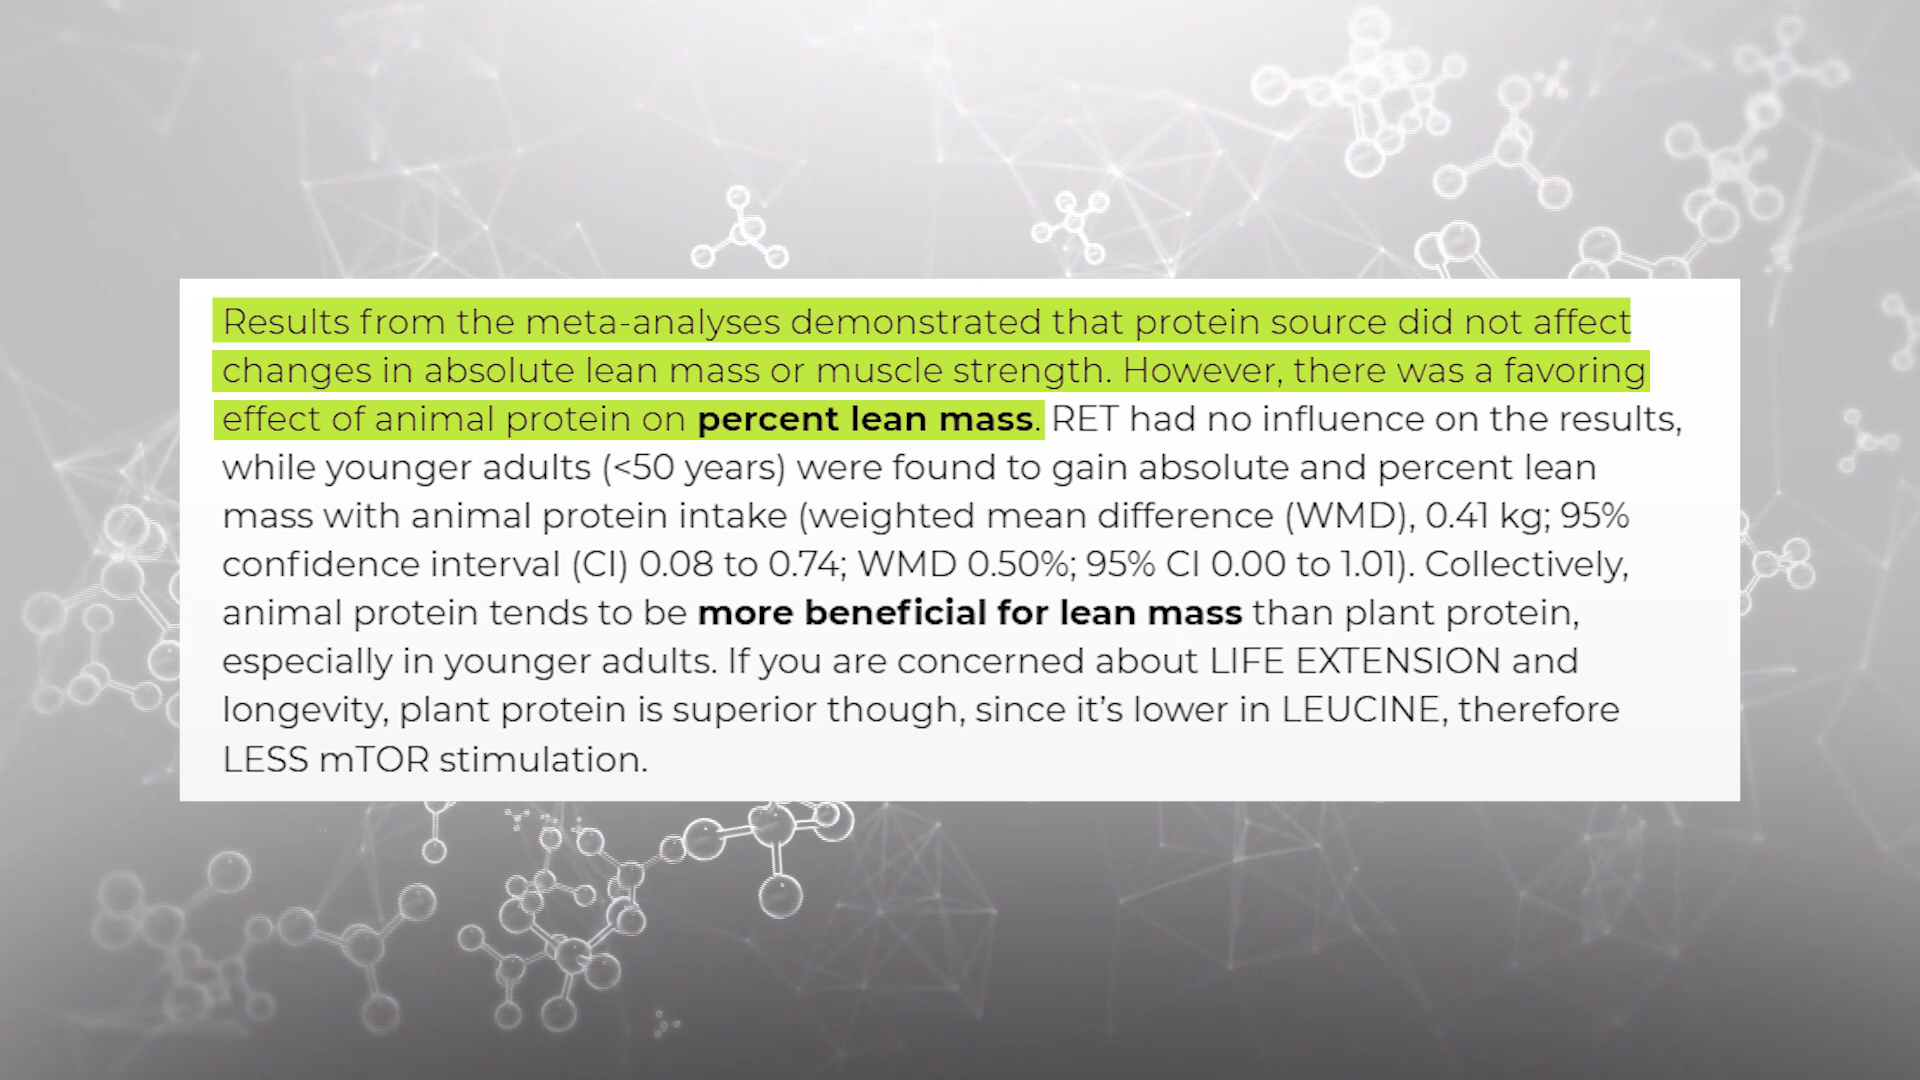 Results from the meta-analyses demonstrated that protein source did not affect
changes in absolute lean mass or muscle strength. However, there was a favoring
effect of animal protein on percent lean mass. RET had no influence on the results,
while younger adults (<50 years) were found to gain absolute and percent lean
mass with animal protein intake (weighted mean difference (WMD), 0.41 kg; 95%
confidence interval (CI) 0.08 to 0.74; WMD 0.50%; 95% CI 0.00 to 1.01). Collectively,
animal protein tends to be more beneficial for lean mass than plant protein,
especially in younger adults. If you are concerned about LIFE EXTENSION and
longevity, plant protein is superior though, since it’s lower in LEUCINE, therefore
LESS mTOR stimulation.